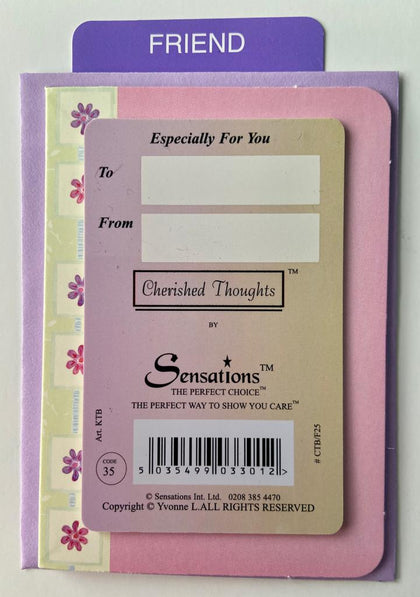 FRIEND
Especially For You
To
From
Cherished Thoughts™
BY
Sensations™
THE PERFECT CHOICE™
THE PERFECT WAY TO SHOW YOU CARE™
Art. KTB
CODE
35
# CTB/F25
5 035499 033012 >
© Sensations Int. Ltd. 0208 385 4470
Copyright © Yvonne L.ALL RIGHTS RESERVED